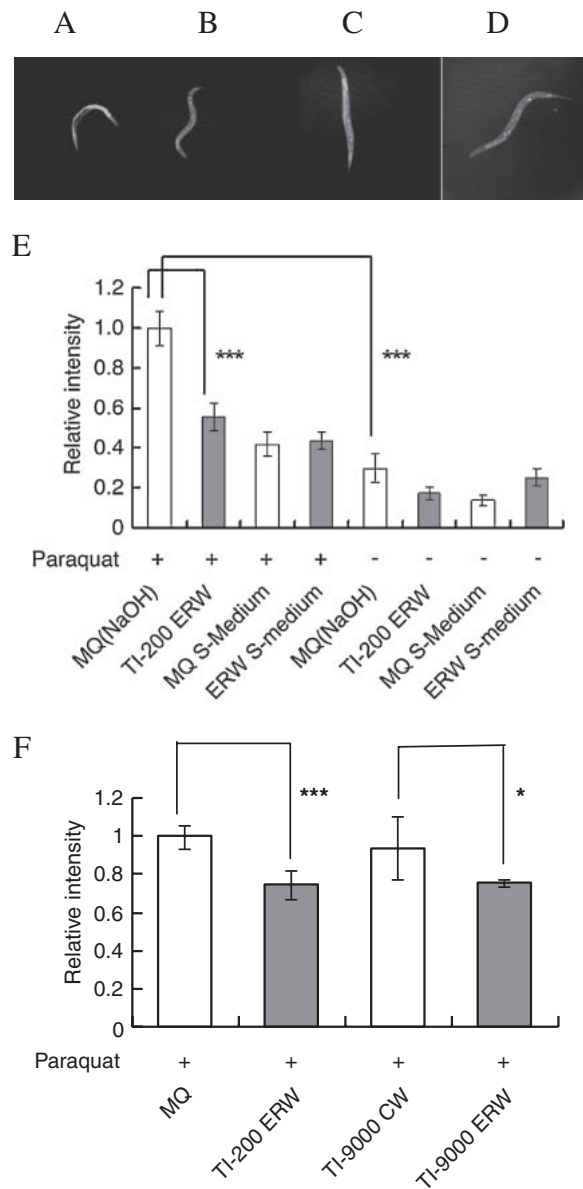 A B C D
E
1.2
1.0
0.8
0.6
0.4
0.2
0
Relative intensity
***
***
Paraquat + + + + - - - -
MQ(NaOH)
TI-200 ERW
MQ S-Medium
ERW S-medium
MQ(NaOH)
TI-200 ERW
MQ S-Medium
ERW S-medium
F
1.2
1
0.8
0.6
0.4
0.2
0
Relative intensity
***
*
Paraquat + + + +
MQ
TI-200 ERW
TI-9000 CW
TI-9000 ERW